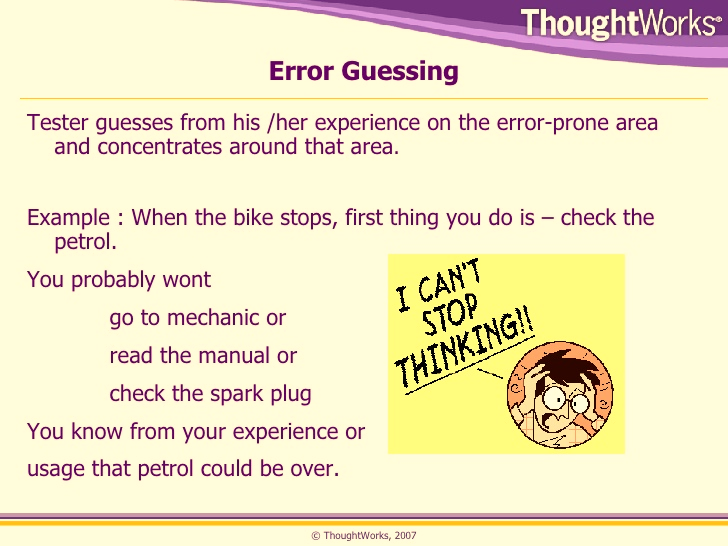 ThoughtWorks®
Error Guessing
Tester guesses from his /her experience on the error-prone area
and concentrates around that area.
Example : When the bike stops, first thing you do is – check the
petrol.
You probably wont
go to mechanic or
read the manual or
check the spark plug
You know from your experience or
usage that petrol could be over.
I CAN'T
STOP
THINKING!!
© ThoughtWorks, 2007